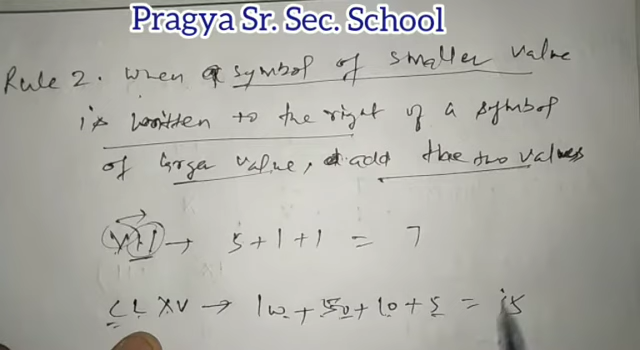 Pragya Sr. Sec. School
Rule 2. When a symbol of smaller value
is written to the right of a symbol
of larger value, add the two values
VII → 5+1+1 = 7
CLXV → 100+50+10+5 =